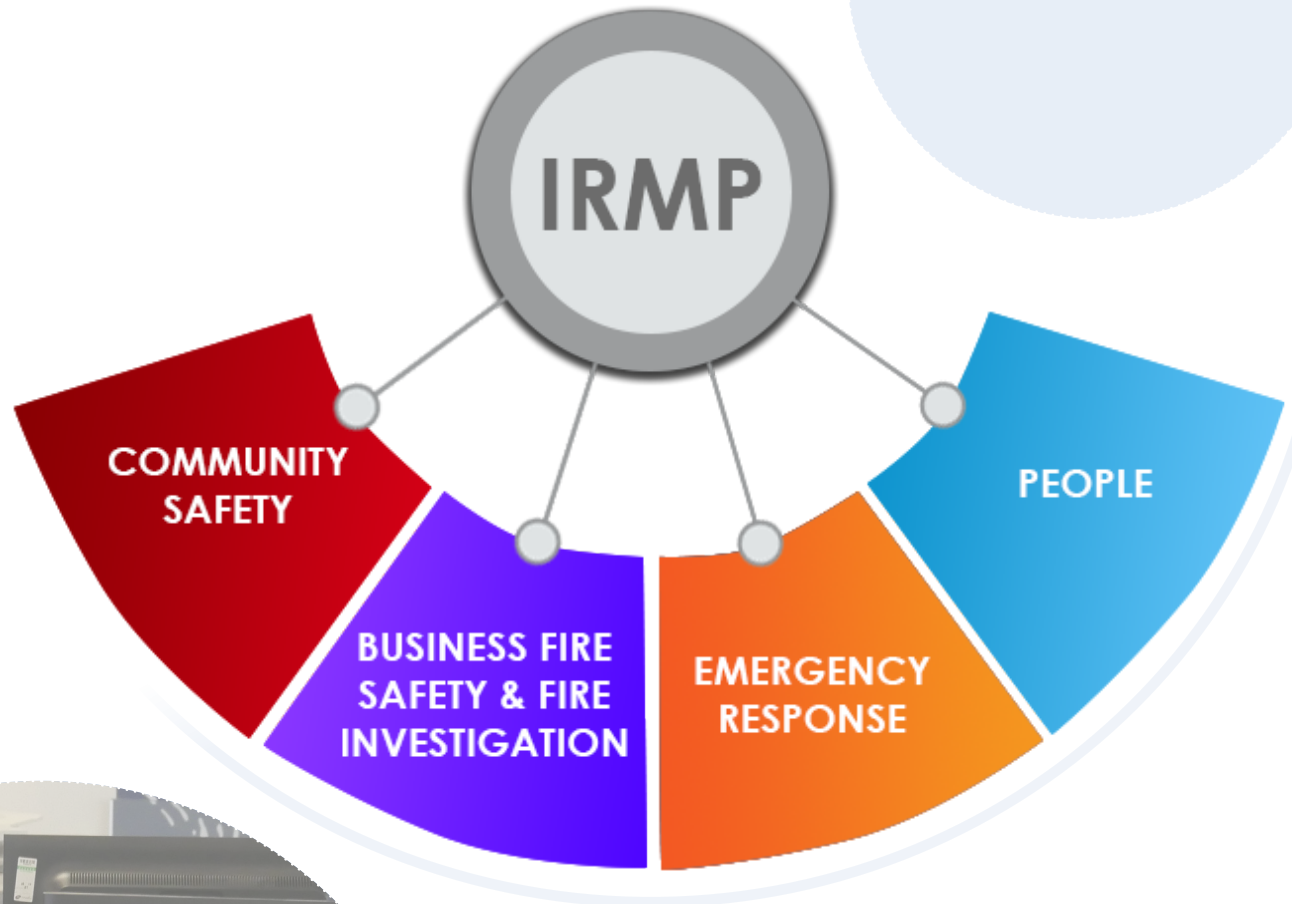 IRMP
COMMUNITY
SAFETY
BUSINESS FIRE
SAFETY & FIRE
INVESTIGATION
EMERGENCY
RESPONSE
PEOPLE